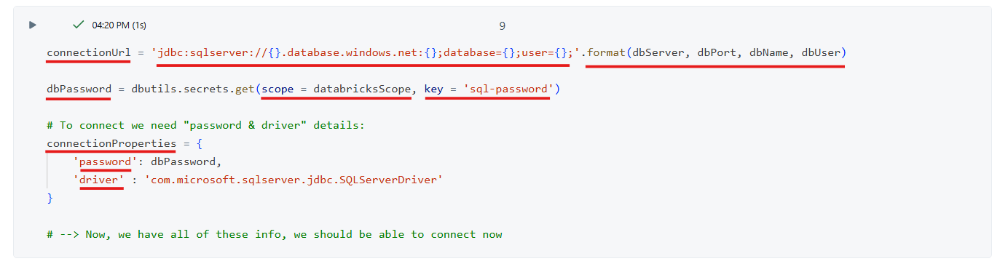 04:20 PM (1s)
9
connectionUrl = 'jdbc:sqlserver://{}.database.windows.net:{};database={};user={};'.format(dbServer, dbPort, dbName, dbUser)
dbPassword = dbutils.secrets.get(scope = databricksScope, key = 'sql-password')
# To connect we need "password & driver" details:
connectionProperties = {
'password': dbPassword,
'driver' : 'com.microsoft.sqlserver.jdbc.SQLServerDriver'
}
# --> Now, we have all of these info, we should be able to connect now